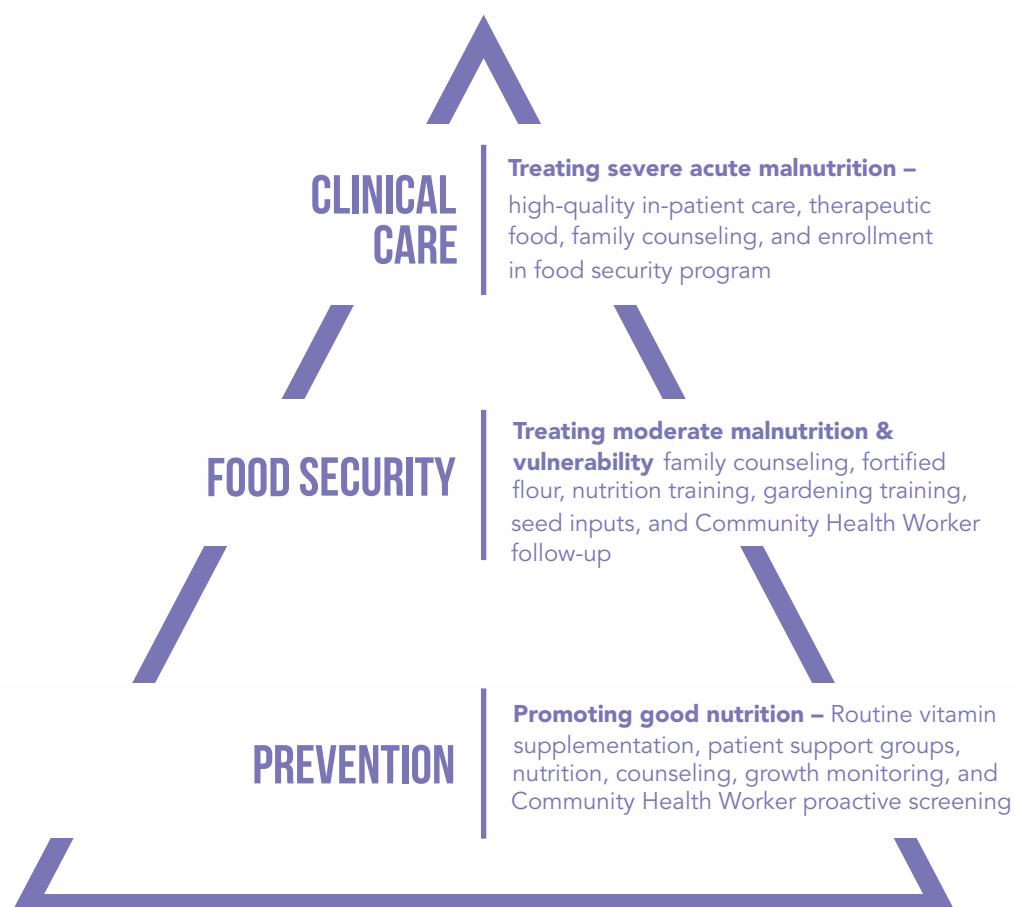 CLINICAL
CARE
Treating severe acute malnutrition –
high-quality in-patient care, therapeutic
food, family counseling, and enrollment
in food security program
FOOD SECURITY
Treating moderate malnutrition &
vulnerability family counseling, fortified
flour, nutrition training, gardening training,
seed inputs, and Community Health Worker
follow-up
PREVENTION
Promoting good nutrition – Routine vitamin
supplementation, patient support groups,
nutrition, counseling, growth monitoring, and
Community Health Worker proactive screening